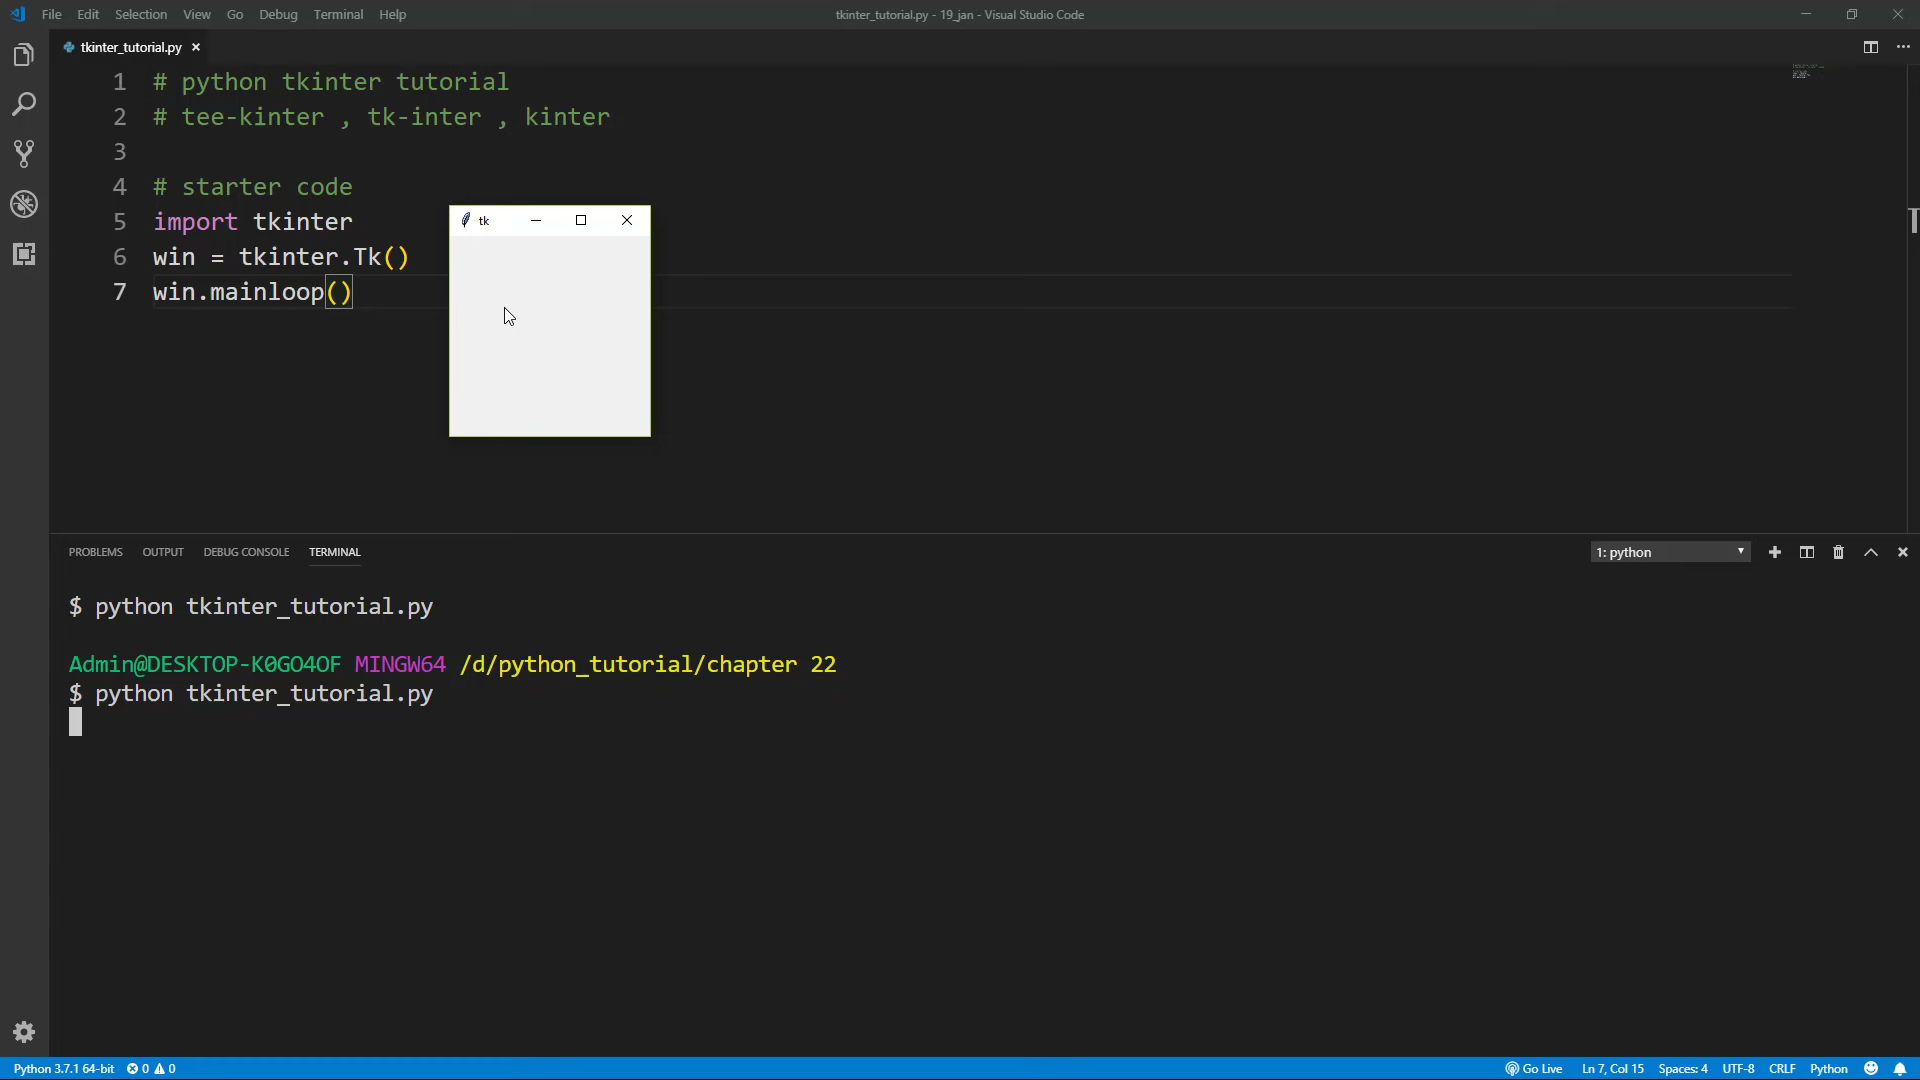 File Edit Selection View Go Debug Terminal Help
tkinter_tutorial.py - 19_jan - Visual Studio Code
tkinter_tutorial.py
1 # python tkinter tutorial
2 # tee-kinter , tk-inter , kinter
3
4 # starter code
5 import tkinter
6 win = tkinter.Tk()
7 win.mainloop()
tk
PROBLEMS OUTPUT DEBUG CONSOLE TERMINAL
1: python
$ python tkinter_tutorial.py
Admin@DESKTOP-K0GO4OF MINGW64 /d/python_tutorial/chapter 22
$ python tkinter_tutorial.py
Python 3.7.1 64-bit 0 0
Go Live Ln 7, Col 15 Spaces: 4 UTF-8 CRLF Python